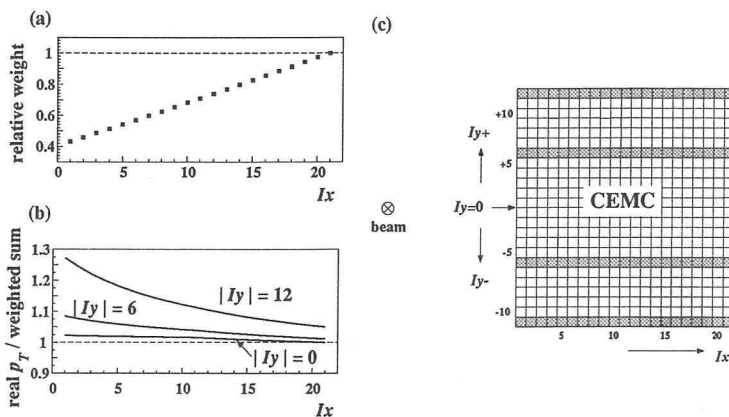 (a)
relative weight
1
0.8
0.6
0.4
0
5
10
15
20
Ix
(b)
real pT / weighted sum
1.3
1.2
1.1
1
0.9
| Iy | = 12
| Iy | = 6
| Iy | = 0
0
5
10
15
20
Ix
(c)
+10
Iy+
+5
Iy=0
CEMC
beam
-5
Iy-
-10
5
10
15
20
Ix